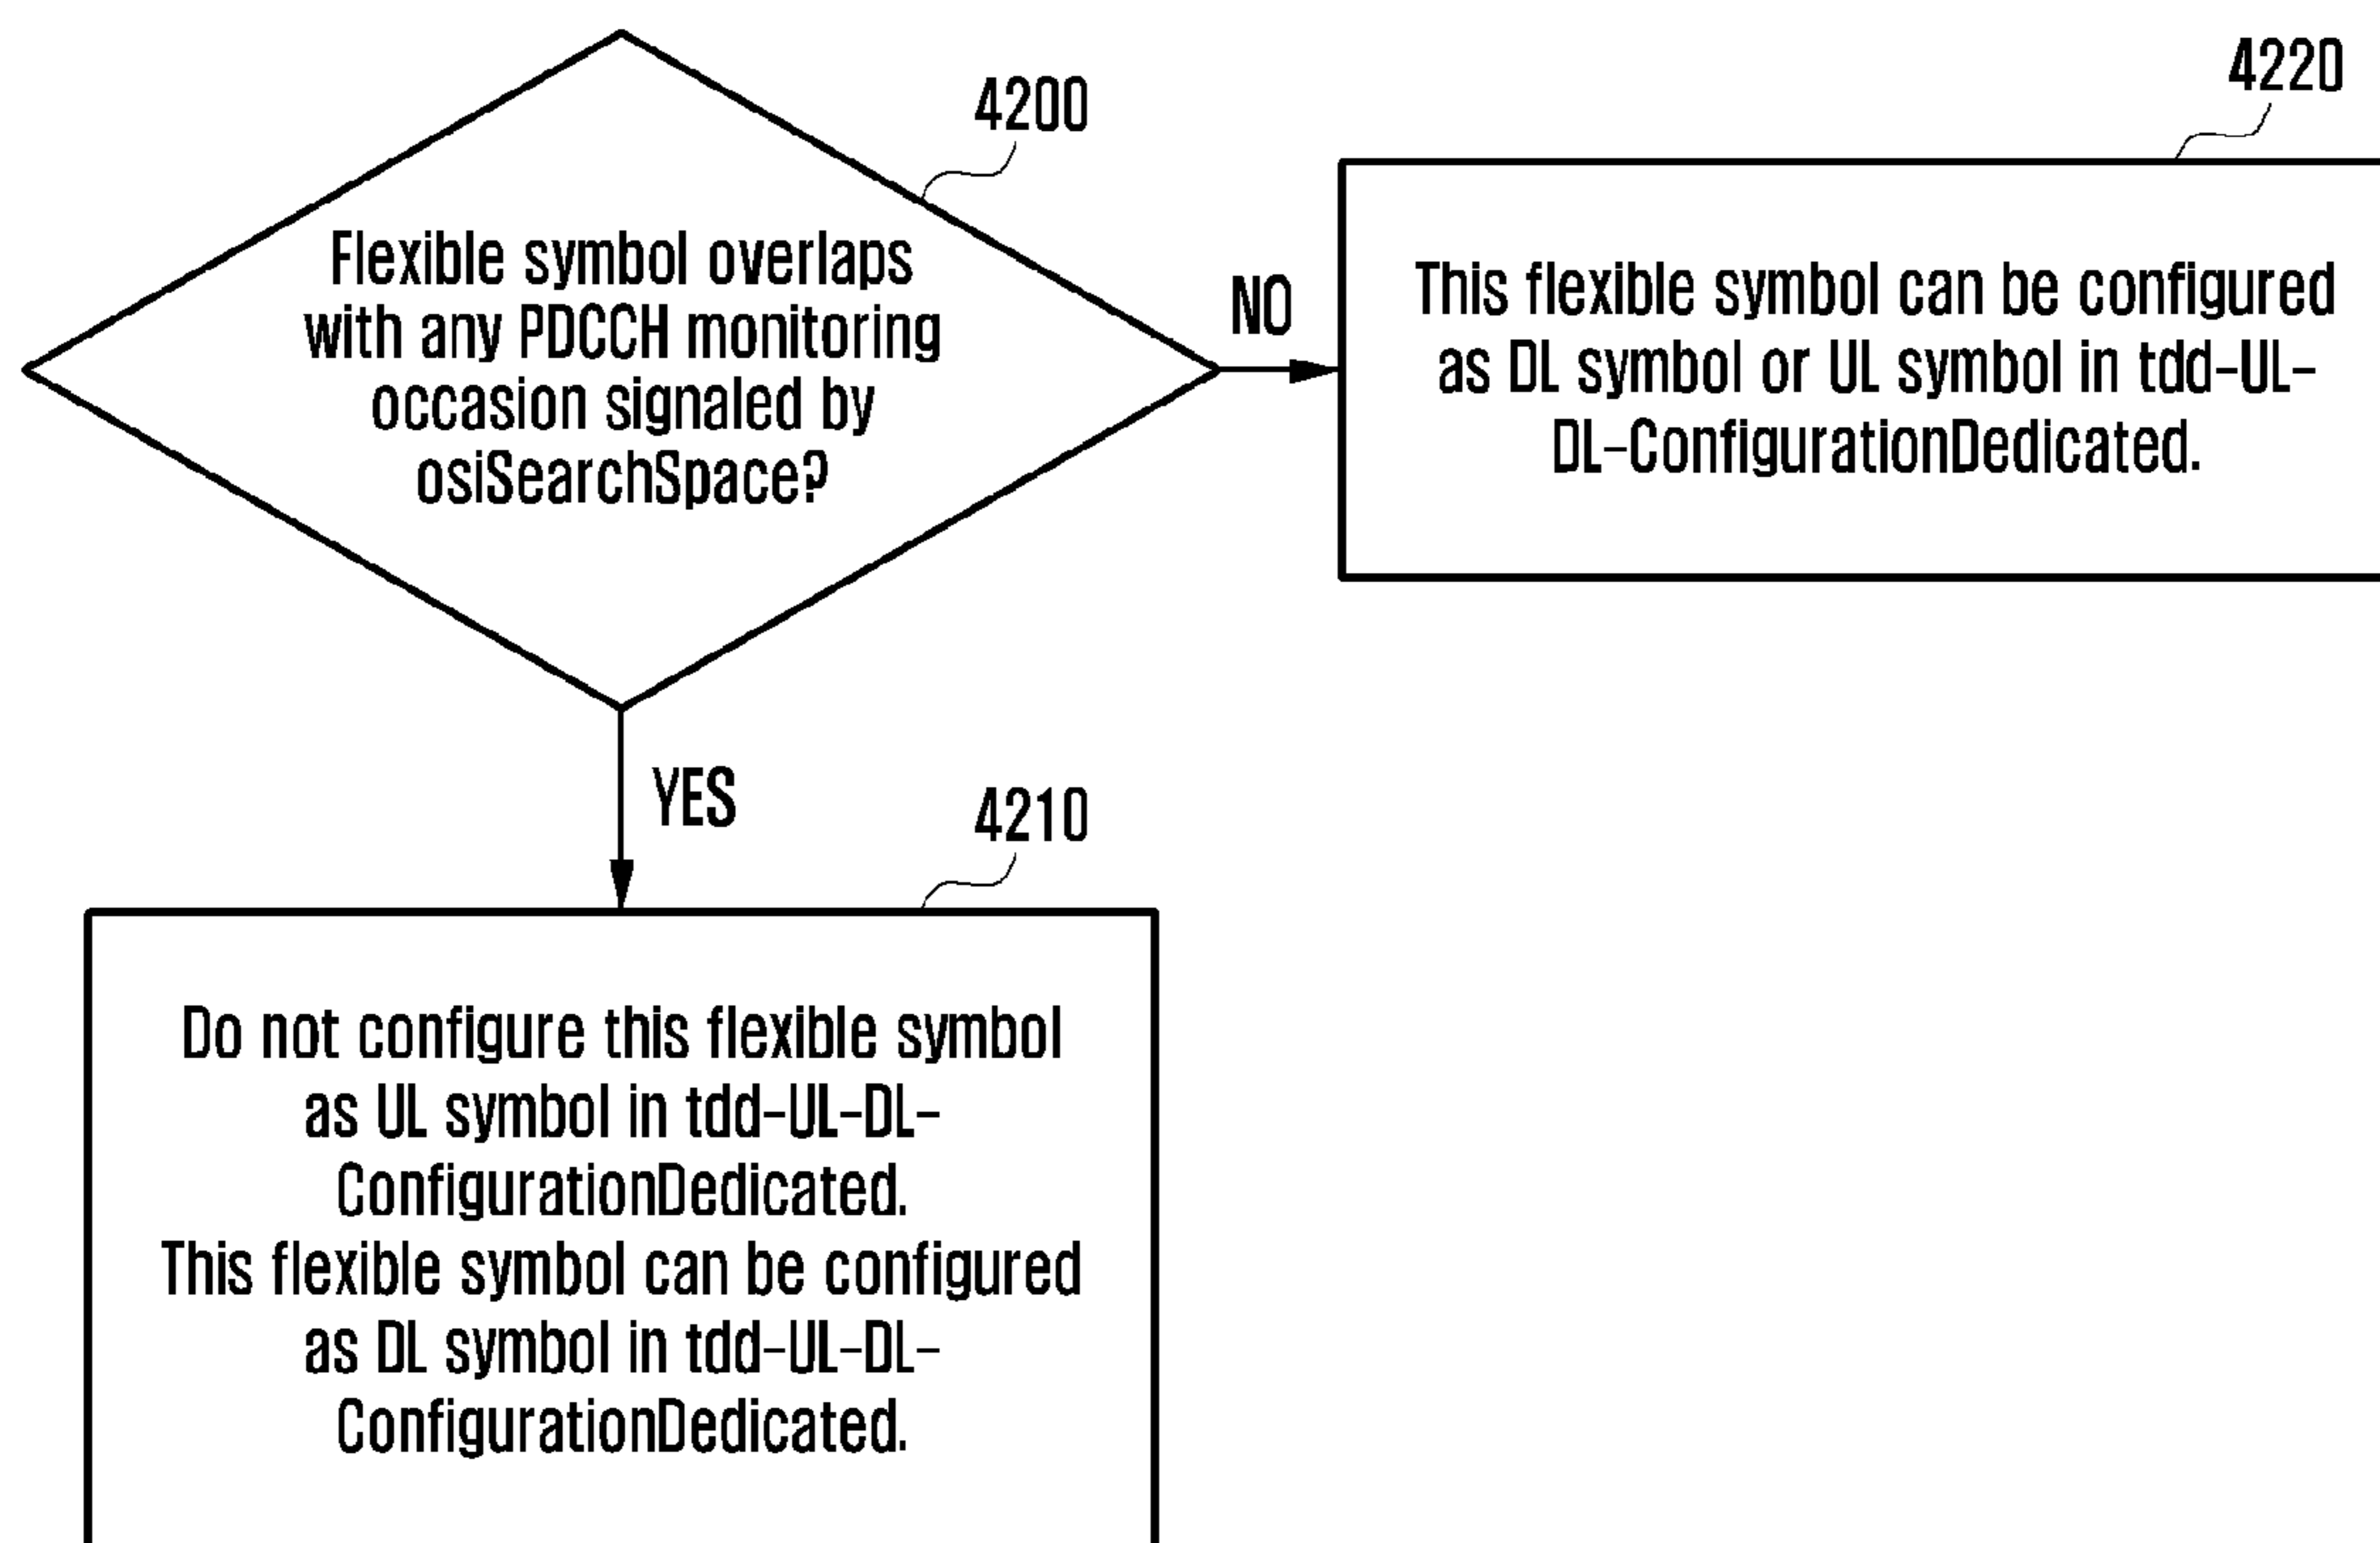 4200
Flexible symbol overlaps
with any PDCCH monitoring
occasion signaled by
osiSearchSpace?
NO
4220
This flexible symbol can be configured
as DL symbol or UL symbol in tdd-UL-
DL-ConfigurationDedicated.
YES
4210
Do not configure this flexible symbol
as UL symbol in tdd-UL-DL-
ConfigurationDedicated.
This flexible symbol can be configured
as DL symbol in tdd-UL-DL-
ConfigurationDedicated.